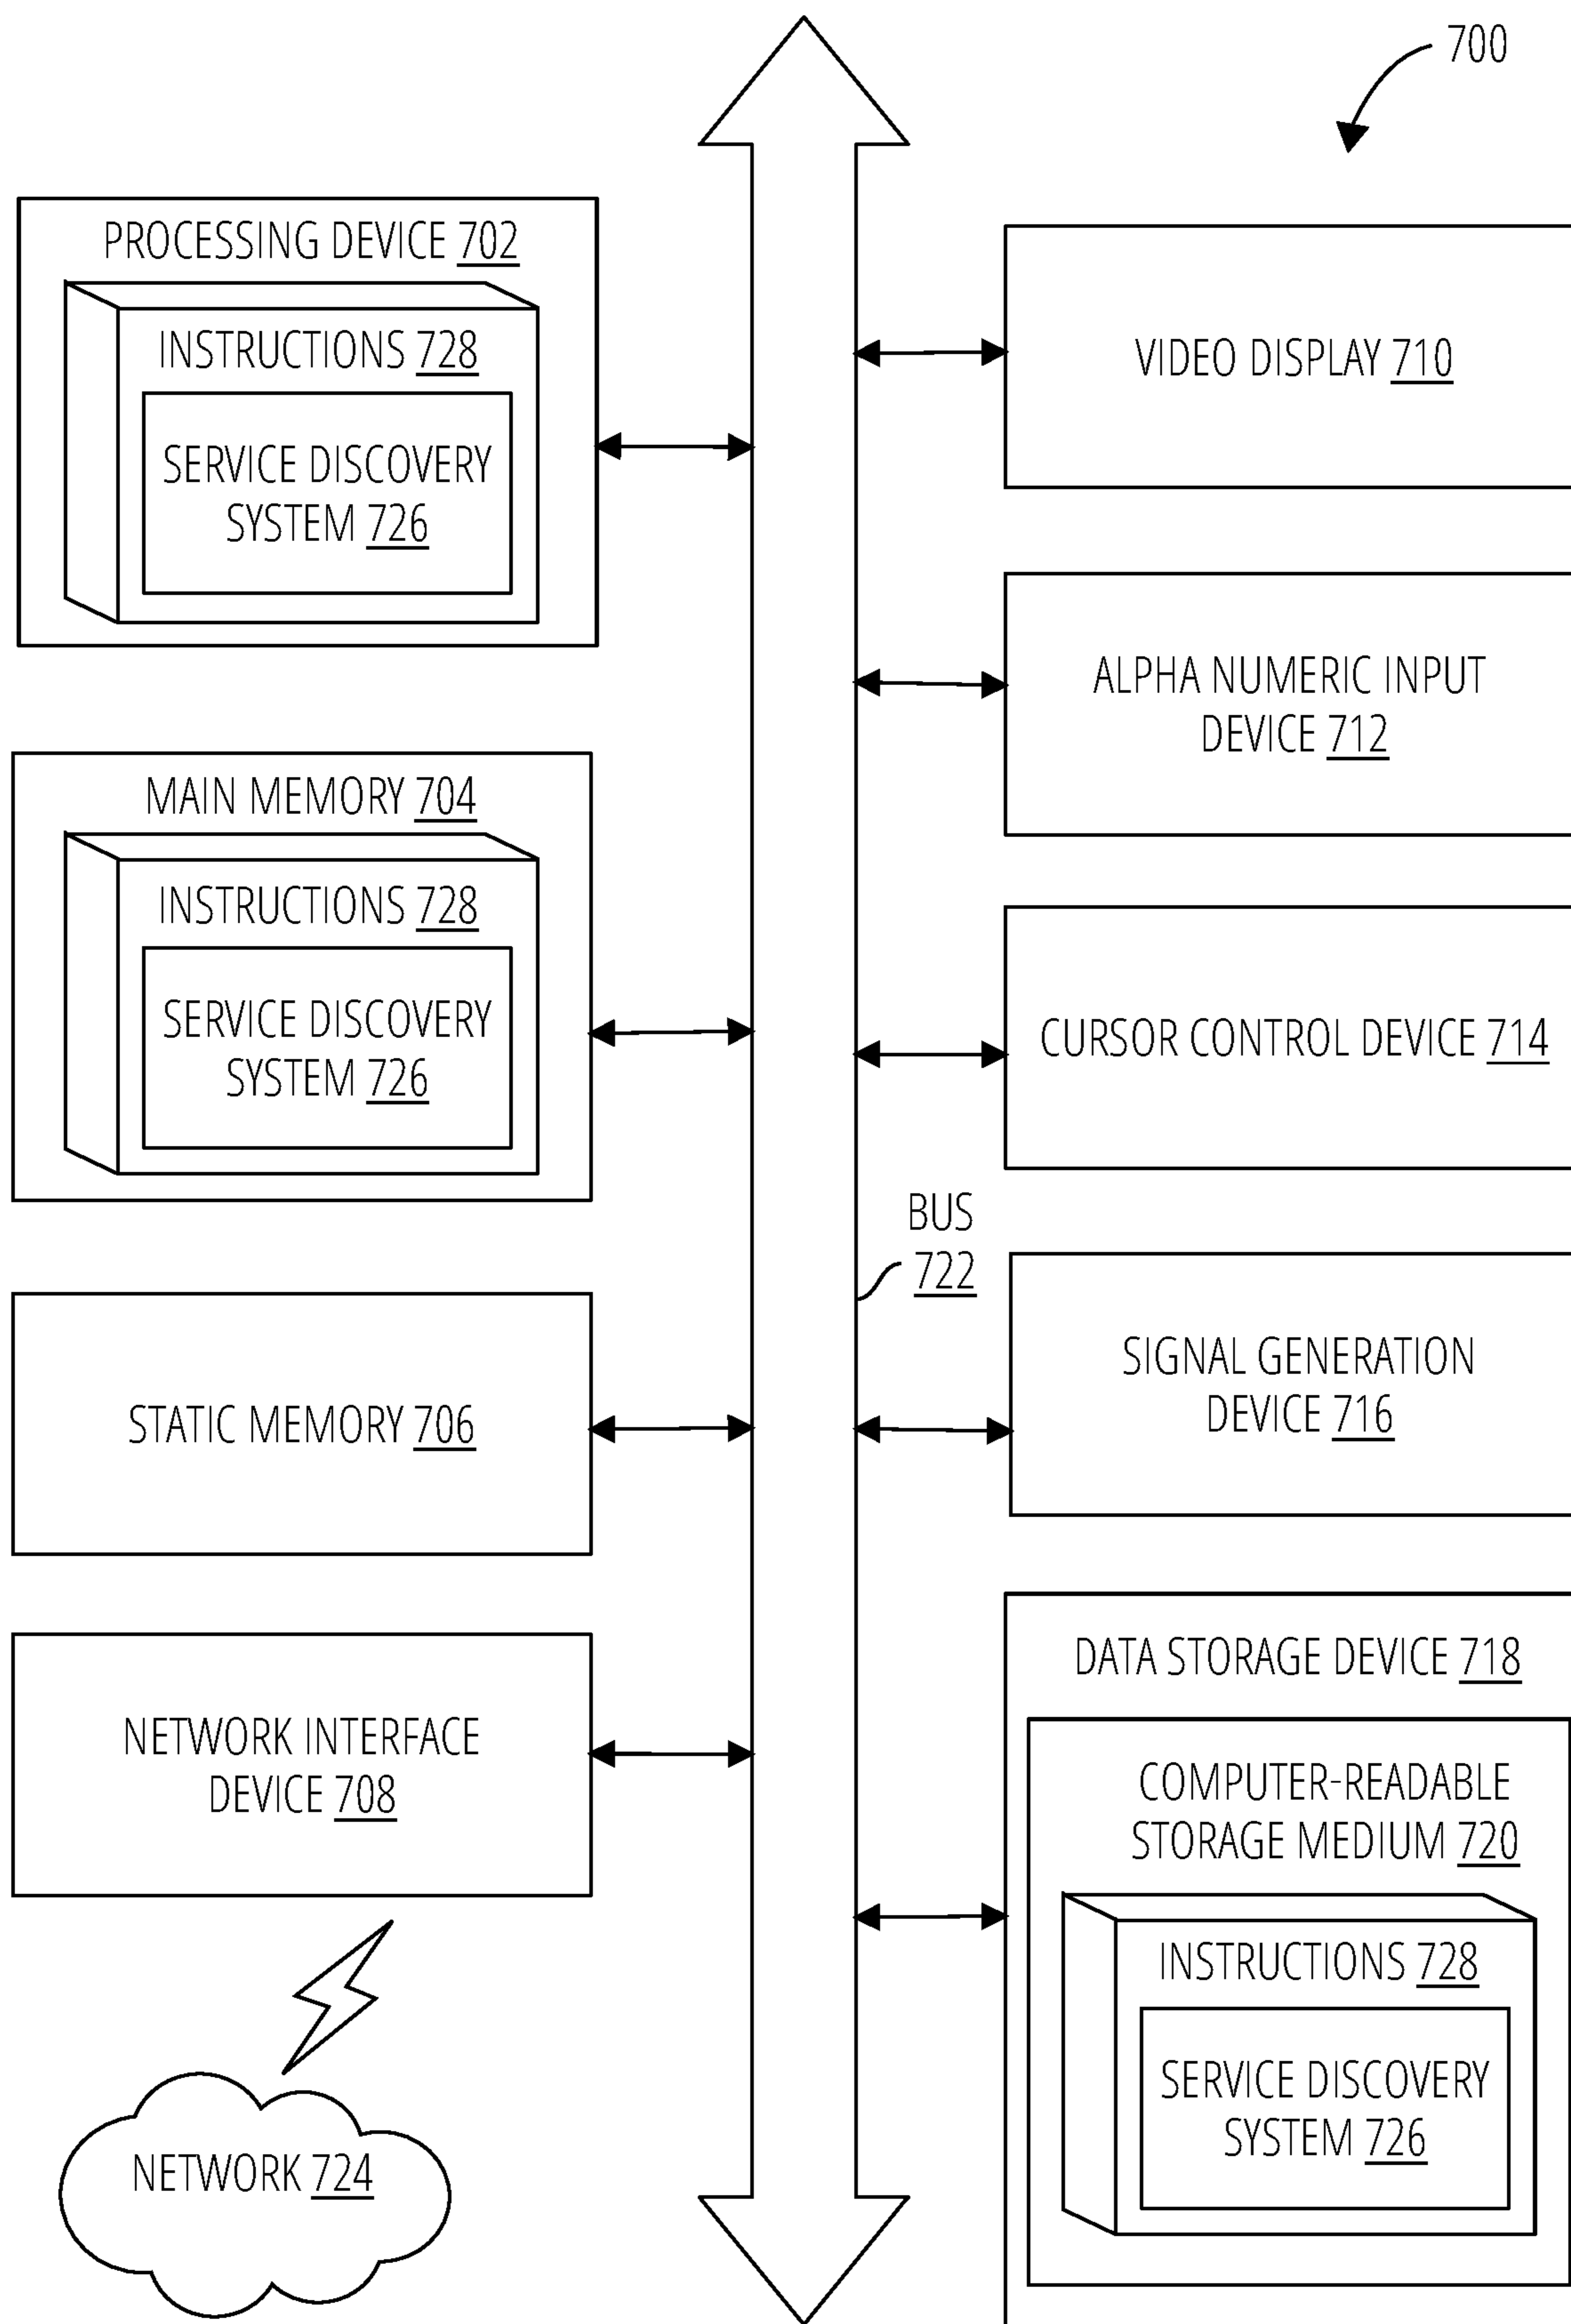 700
PROCESSING DEVICE 702
INSTRUCTIONS 728
SERVICE DISCOVERY
SYSTEM 726
MAIN MEMORY 704
INSTRUCTIONS 728
SERVICE DISCOVERY
SYSTEM 726
STATIC MEMORY 706
NETWORK INTERFACE
DEVICE 708
NETWORK 724
BUS
722
VIDEO DISPLAY 710
ALPHA NUMERIC INPUT
DEVICE 712
CURSOR CONTROL DEVICE 714
SIGNAL GENERATION
DEVICE 716
DATA STORAGE DEVICE 718
COMPUTER-READABLE
STORAGE MEDIUM 720
INSTRUCTIONS 728
SERVICE DISCOVERY
SYSTEM 726